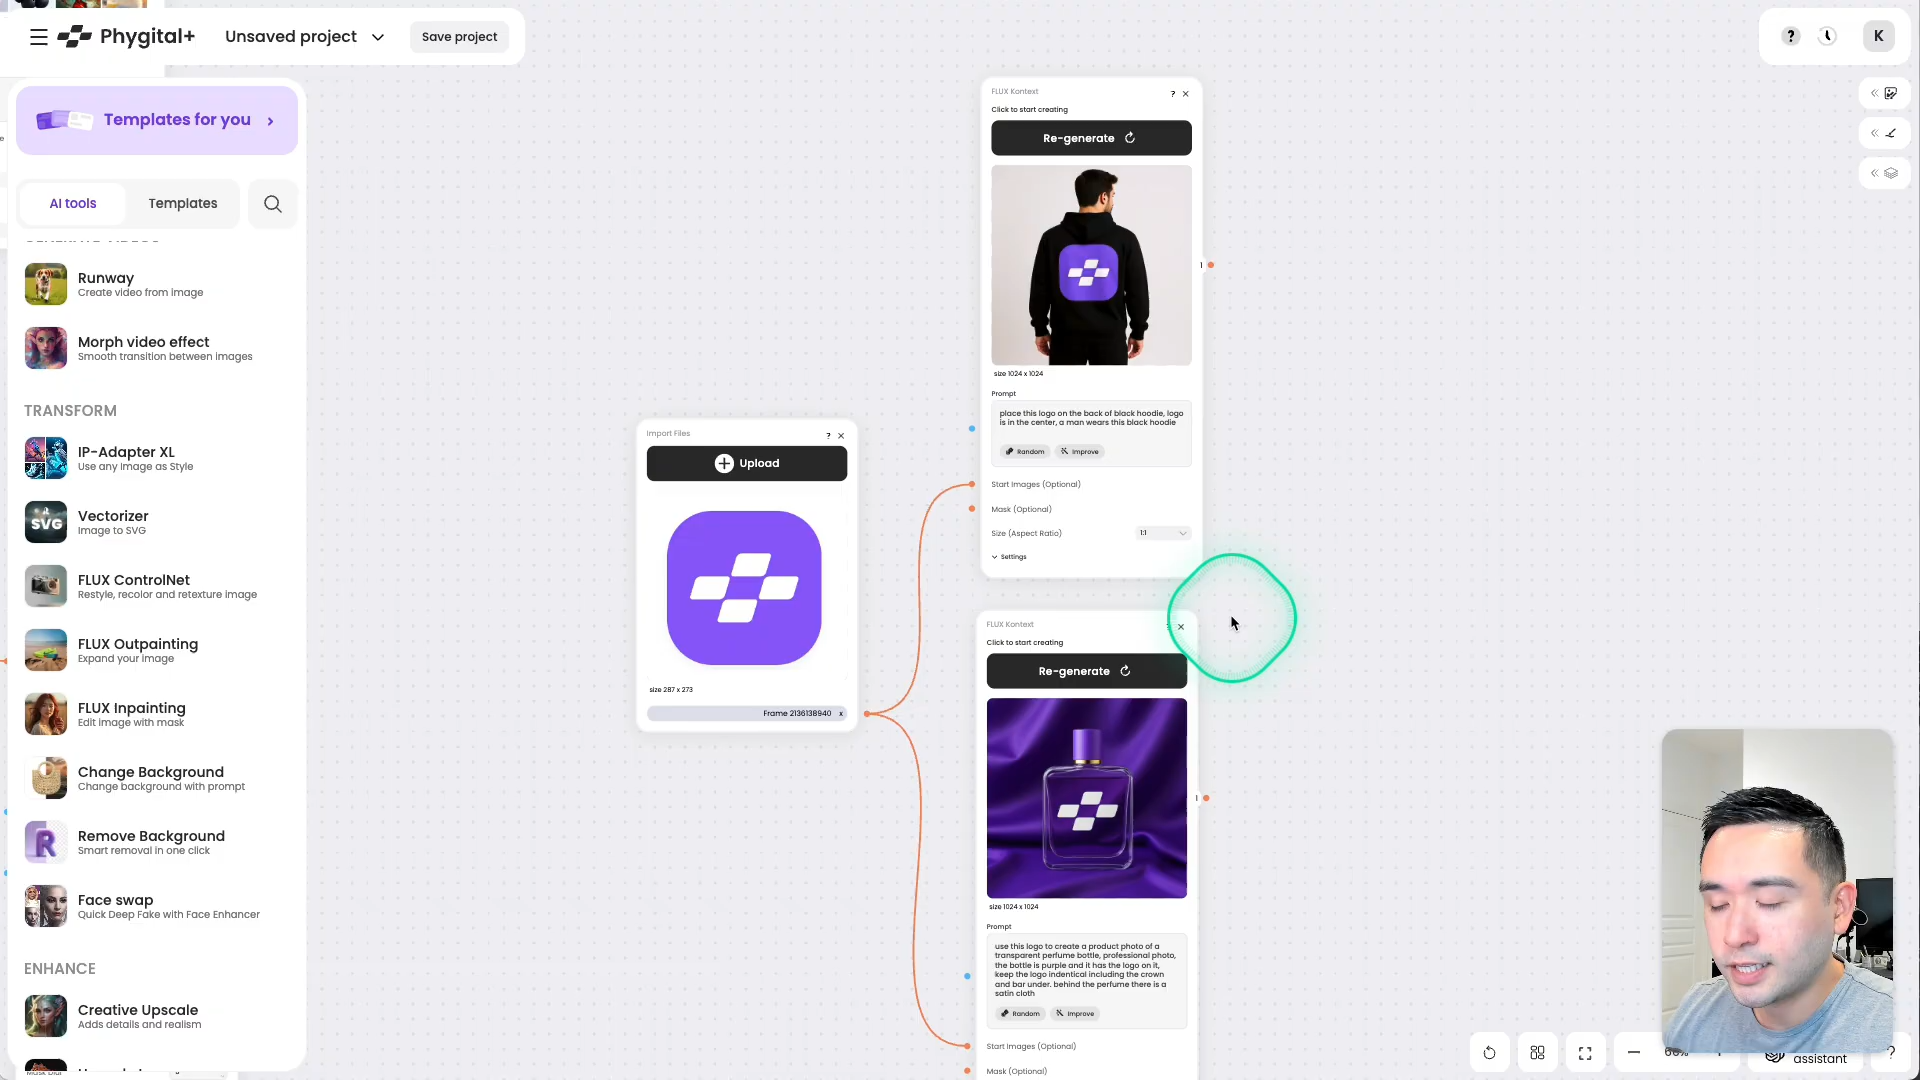 Phygital+
Unsaved project
Save project
?
K
Templates for you
AI tools
Templates
Runway
Create video from image
Morph video effect
Smooth transition between images
TRANSFORM
IP-Adapter XL
Use any image as Style
SVG
Vectorizer
Image to SVG
FLUX ControlNet
Restyle, recolor and retexture image
FLUX Outpainting
Expand your image
FLUX Inpainting
Edit image with mask
Change Background
Change background with prompt
R
Remove Background
Smart removal in one click
Face swap
Quick Deep Fake with Face Enhancer
ENHANCE
Creative Upscale
Adds details and realism
Import Files
? x
Upload
size 287 x 273
Frame 2136138940 x
FLUX Kontext
? x
Click to start creating
Re-generate
size 1024 x 1024
Prompt
place this logo on the back of black hoodie, logo
is in the center, a man wears this black hoodie
Random Improve
Start Images (Optional)
Mask (Optional)
Size (Aspect Ratio) 1:1
Settings
FLUX Kontext
Click to start creating
Re-generate
size 1024 x 1024
Prompt
use this logo to create a product photo of a
transparent perfume bottle, professional photo,
the bottle is purple and it has the logo on it,
keep the logo indentical including the crown
and bar under. behind the perfume there is a
satin cloth
Random Improve
Start Images (Optional)
Mask (Optional)
assistant
?